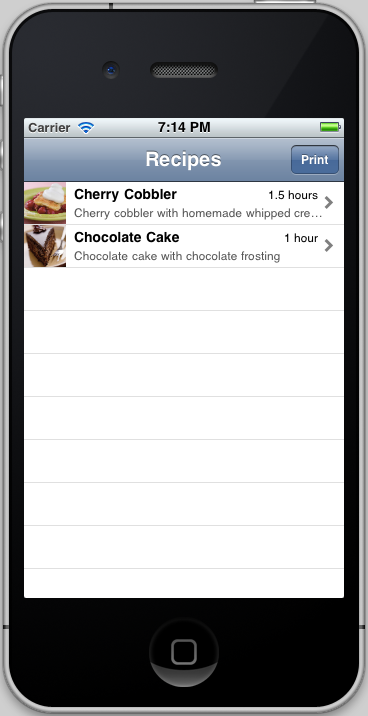 Carrier 7:14 PM
Recipes Print
Cherry Cobbler 1.5 hours
Cherry cobbler with homemade whipped cre...
Chocolate Cake 1 hour
Chocolate cake with chocolate frosting